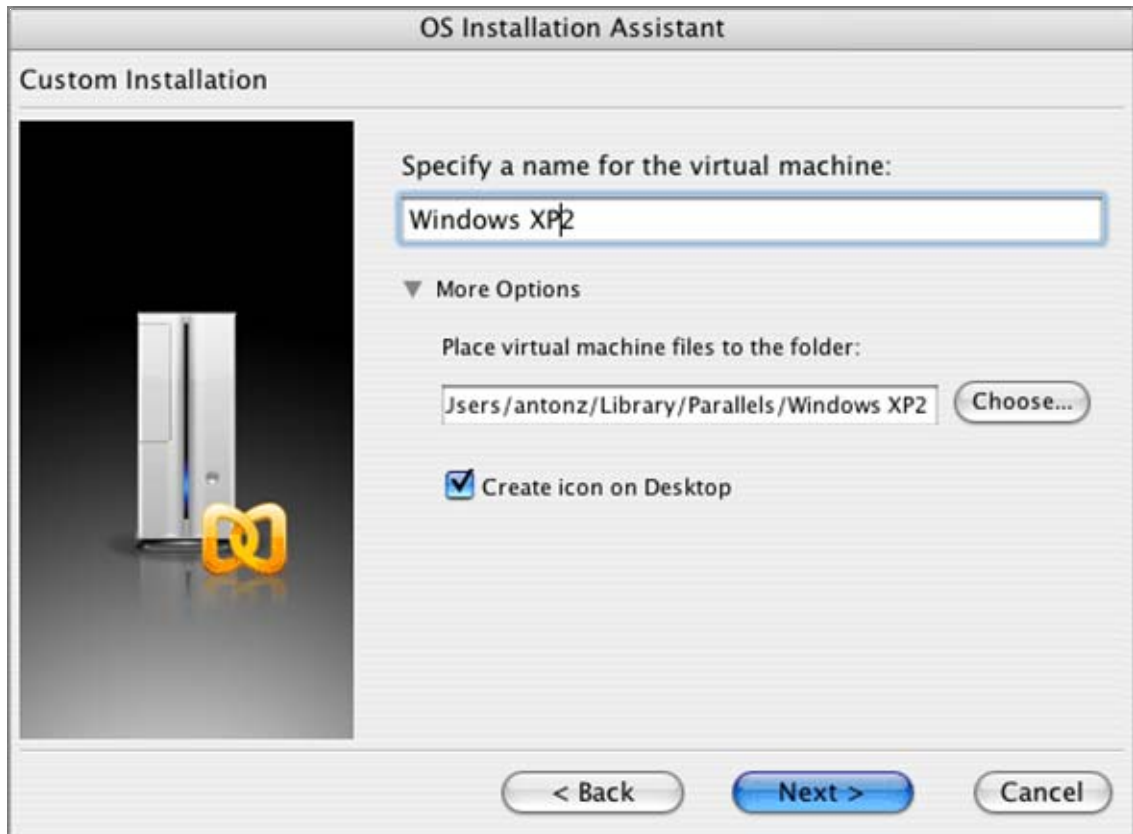 OS Installation Assistant
Custom Installation
Specify a name for the virtual machine:
Windows XP2
More Options
Place virtual machine files to the folder:
Jsers/antonz/Library/Parallels/Windows XP2
Choose...
Create icon on Desktop
< Back
Next >
Cancel